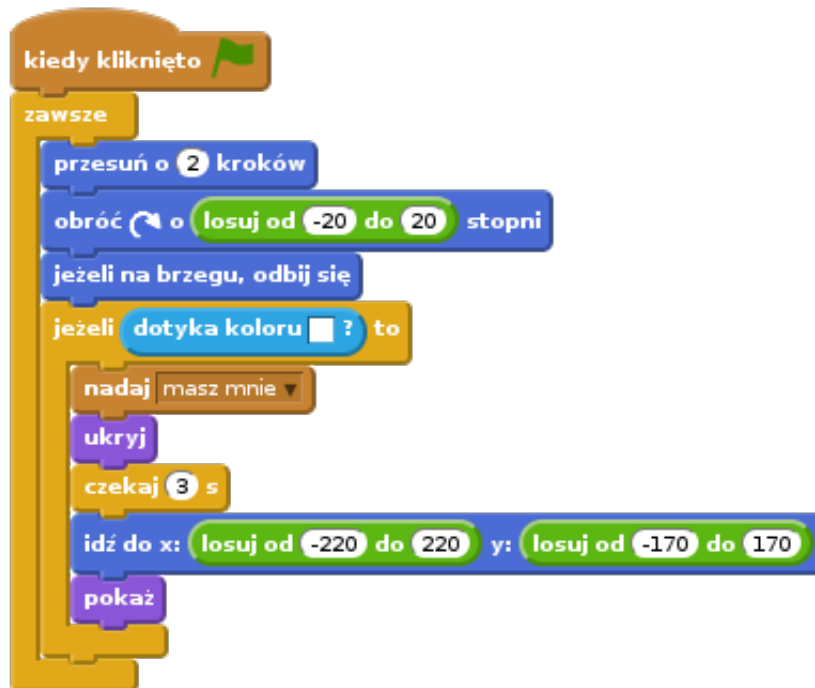 kiedy kliknięto
zawsze
przesuń o 2 kroków
obróć o losuj od -20 do 20 stopni
jeżeli na brzegu, odbij się
jeżeli dotyka koloru ? to
nadaj masz mnie
ukryj
czekaj 3 s
idź do x: losuj od -220 do 220 y: losuj od -170 do 170
pokaż